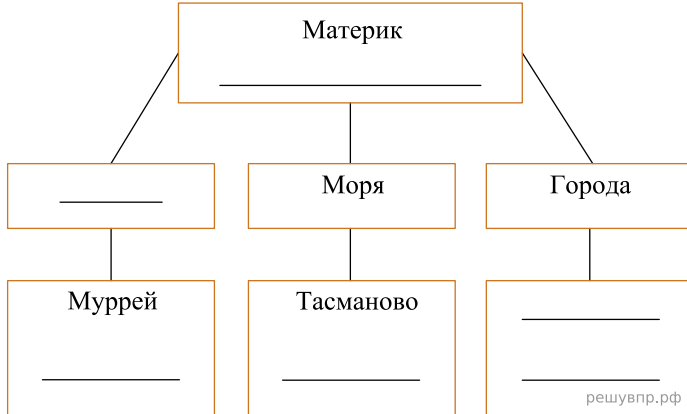 Материк
Моря
Города
Муррей
Тасманово
решувпр.рф